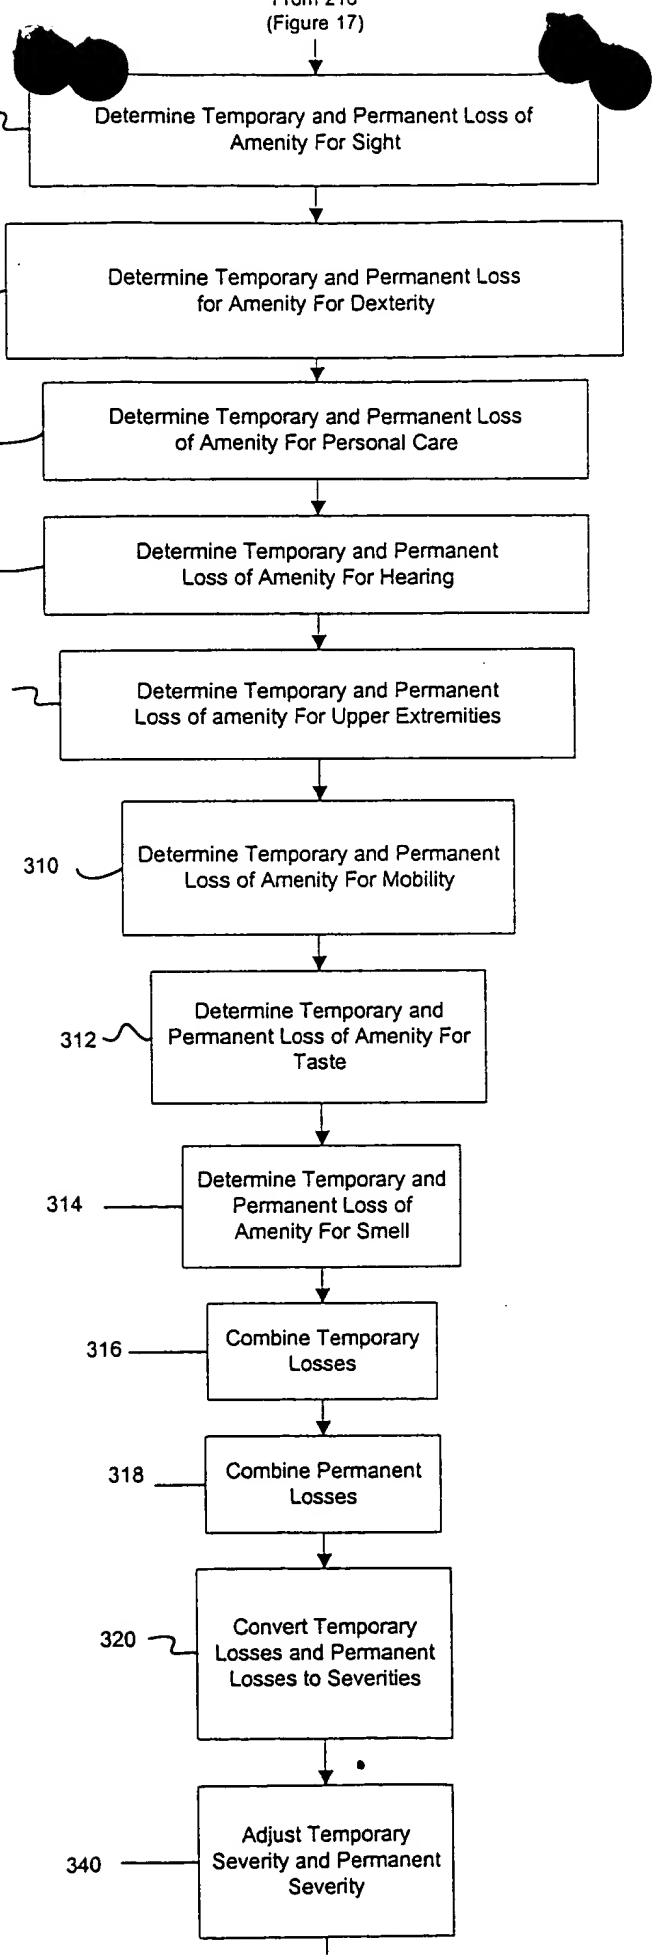 (Figure 17)
Determine Temporary and Permanent Loss of
Amenity For Sight
Determine Temporary and Permanent Loss
for Amenity For Dexterity
Determine Temporary and Permanent Loss
of Amenity For Personal Care
Determine Temporary and Permanent
Loss of Amenity For Hearing
Determine Temporary and Permanent
Loss of amenity For Upper Extremities
310
Determine Temporary and Permanent
Loss of Amenity For Mobility
312
Determine Temporary and
Permanent Loss of Amenity For
Taste
314
Determine Temporary and
Permanent Loss of
Amenity For Smell
316
Combine Temporary
Losses
318
Combine Permanent
Losses
320
Convert Temporary
Losses and Permanent
Losses to Severities
340
Adjust Temporary
Severity and Permanent
Severity